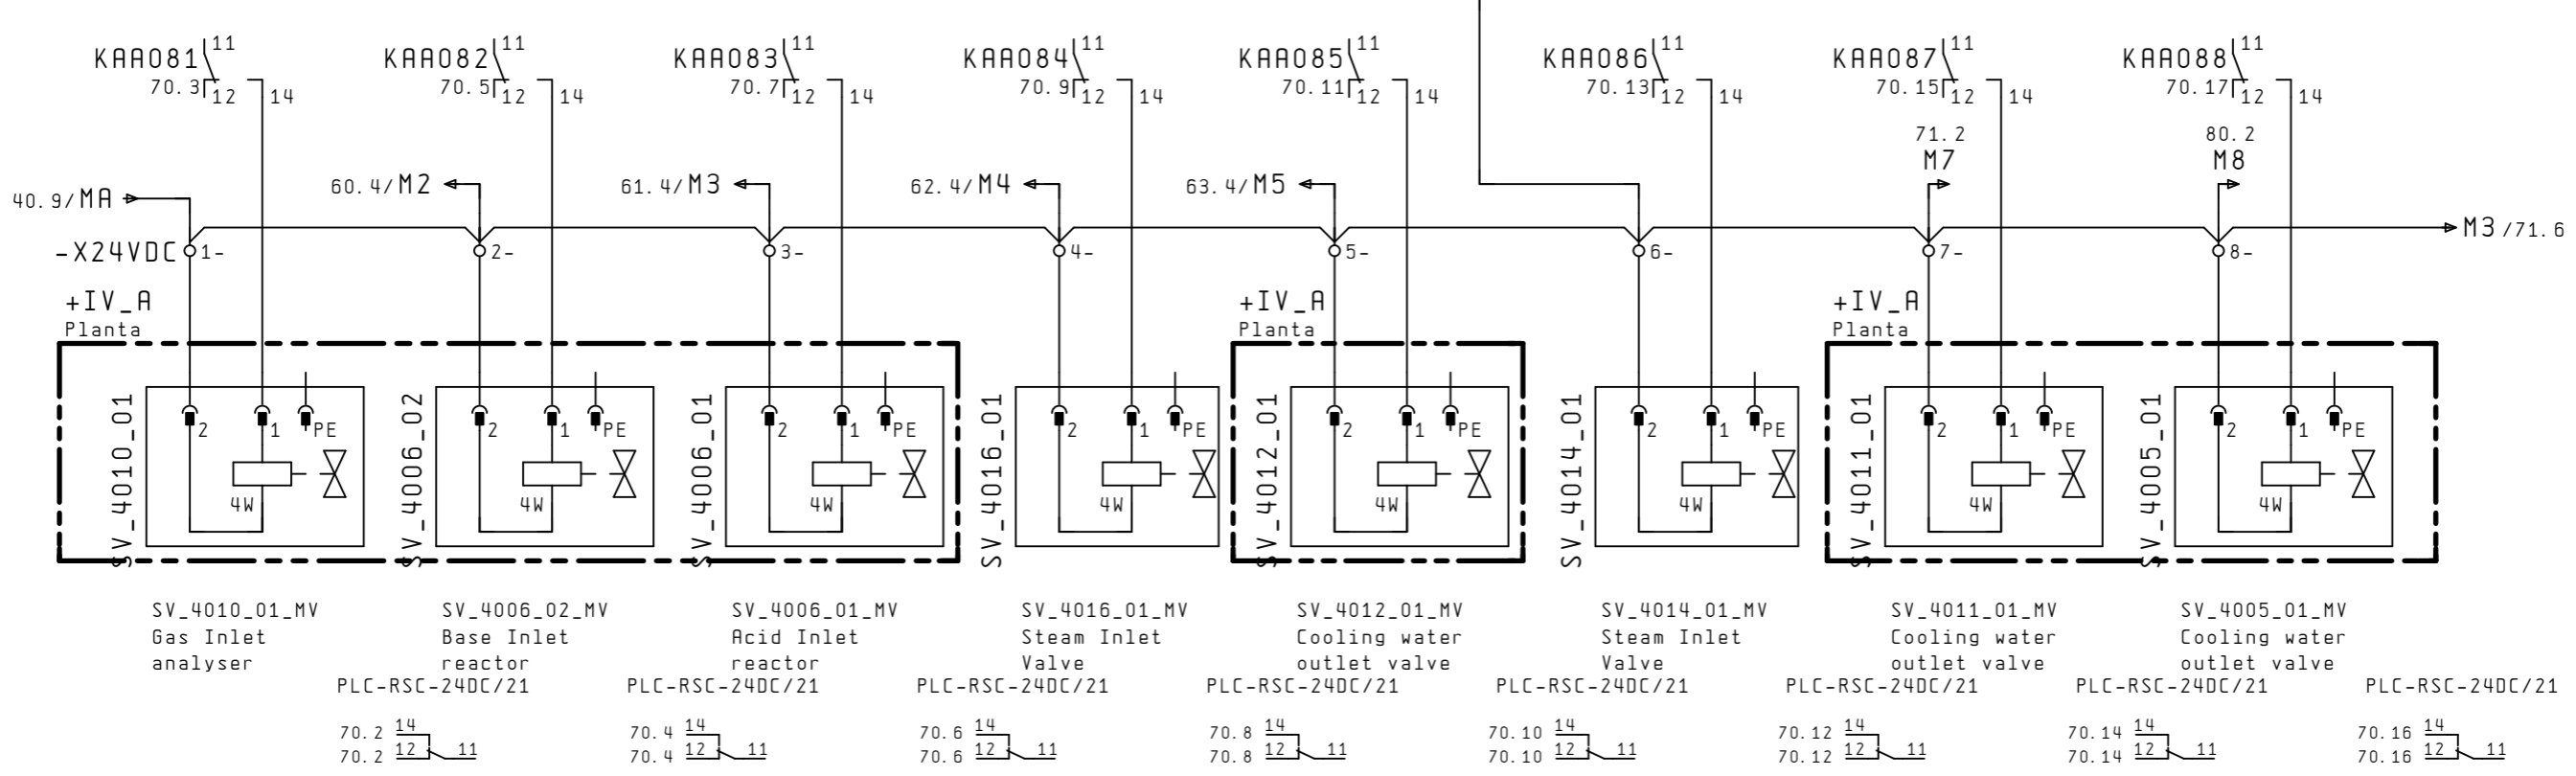 KAA081 11 KAA082 11 KAA083 11 KAA084 11 KAA085 11 KAA086 11 KAA087 11 KAA088 11
70.3 12 14 70.5 12 14 70.7 12 14 70.9 12 14 70.11 12 14 70.13 12 14 70.15 12 14 70.17 12 14
71.2 80.2
M7 M8
40.9/MA 60.4/M2 61.4/M3 62.4/M4 63.4/M5
M3/71.6
-X24VDC 1- 2- 3- 4- 5- 6- 7- 8-
+IV_A +IV_A +IV_A
Planta Planta Planta
SV_4010_01 SV_4006_02 SV_4006_01 SV_4016_01 SV_4012_01 SV_4014_01 SV_4011_01 SV_4005_01
2 1 PE 2 1 PE 2 1 PE 2 1 PE 2 1 PE 2 1 PE 2 1 PE 2 1 PE
4W 4W 4W 4W 4W 4W 4W 4W
SV_4010_01_MV SV_4006_02_MV SV_4006_01_MV SV_4016_01_MV SV_4012_01_MV SV_4014_01_MV SV_4011_01_MV SV_4005_01_MV
Gas Inlet Base Inlet Acid Inlet Steam Inlet Cooling water Steam Inlet Cooling water Cooling water
analyser reactor reactor Valve outlet valve Valve outlet valve outlet valve
PLC-RSC-24DC/21 PLC-RSC-24DC/21 PLC-RSC-24DC/21 PLC-RSC-24DC/21 PLC-RSC-24DC/21 PLC-RSC-24DC/21 PLC-RSC-24DC/21 PLC-RSC-24DC/21
70.2 14 70.4 14 70.6 14 70.8 14 70.10 14 70.12 14 70.14 14 70.16 14
70.2 12 11 70.4 12 11 70.6 12 11 70.8 12 11 70.10 12 11 70.12 12 11 70.14 12 11 70.16 12 11